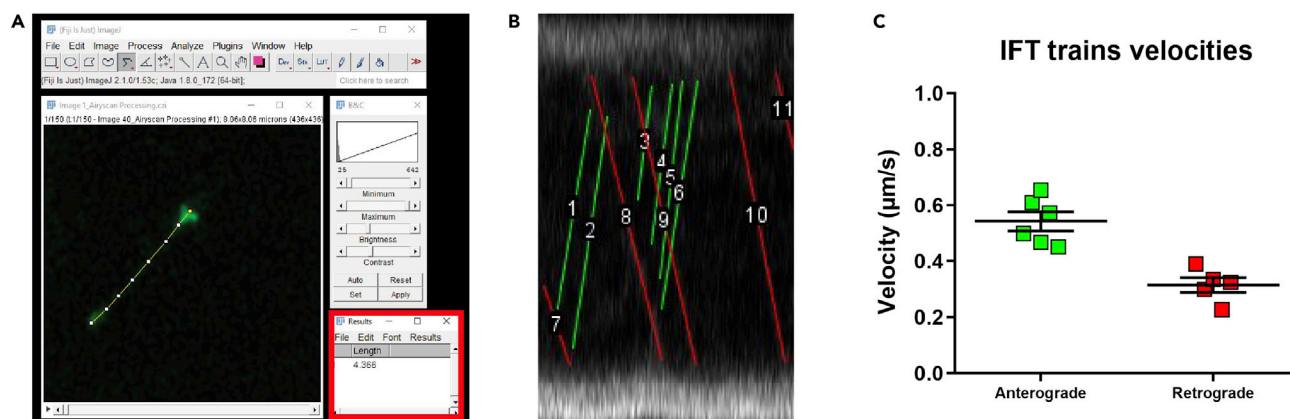 A
(Fiji Is Just) ImageJ
File Edit Image Process Analyze Plugins Window Help
Dev Stk LUT
(Fiji Is Just) ImageJ 2.1.0/1.53c; Java 1.8.0_172 [64-bit];
Click here to search
Image 1_Airyscan Processing.czi
1/150 (t:1/150 - Image 40_Airyscan Processing #1); 8.06x8.06 microns (436x436)
B&C
25 642
Minimum
Maximum
Brightness
Contrast
Auto Reset
Set Apply
Results
File Edit Font Results
Length
4.366
B
1
2
3
4
5
6
7
8
9
10
11
C
IFT trains velocities
Velocity (µm/s)
1.0
0.8
0.6
0.4
0.2
0.0
Anterograde Retrograde